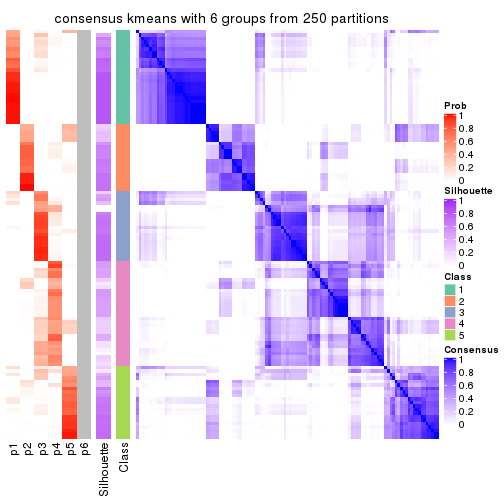 consensus kmeans with 6 groups from 250 partitions
Prob
1
0.8
0.6
0.4
0.2
0
Silhouette
1
0.8
0.6
0.4
0.2
0
Class
1
2
3
4
5
Consensus
1
0.8
0.6
0.4
0.2
0
p1
p2
p3
p4
p5
p6
Silhouette
Class